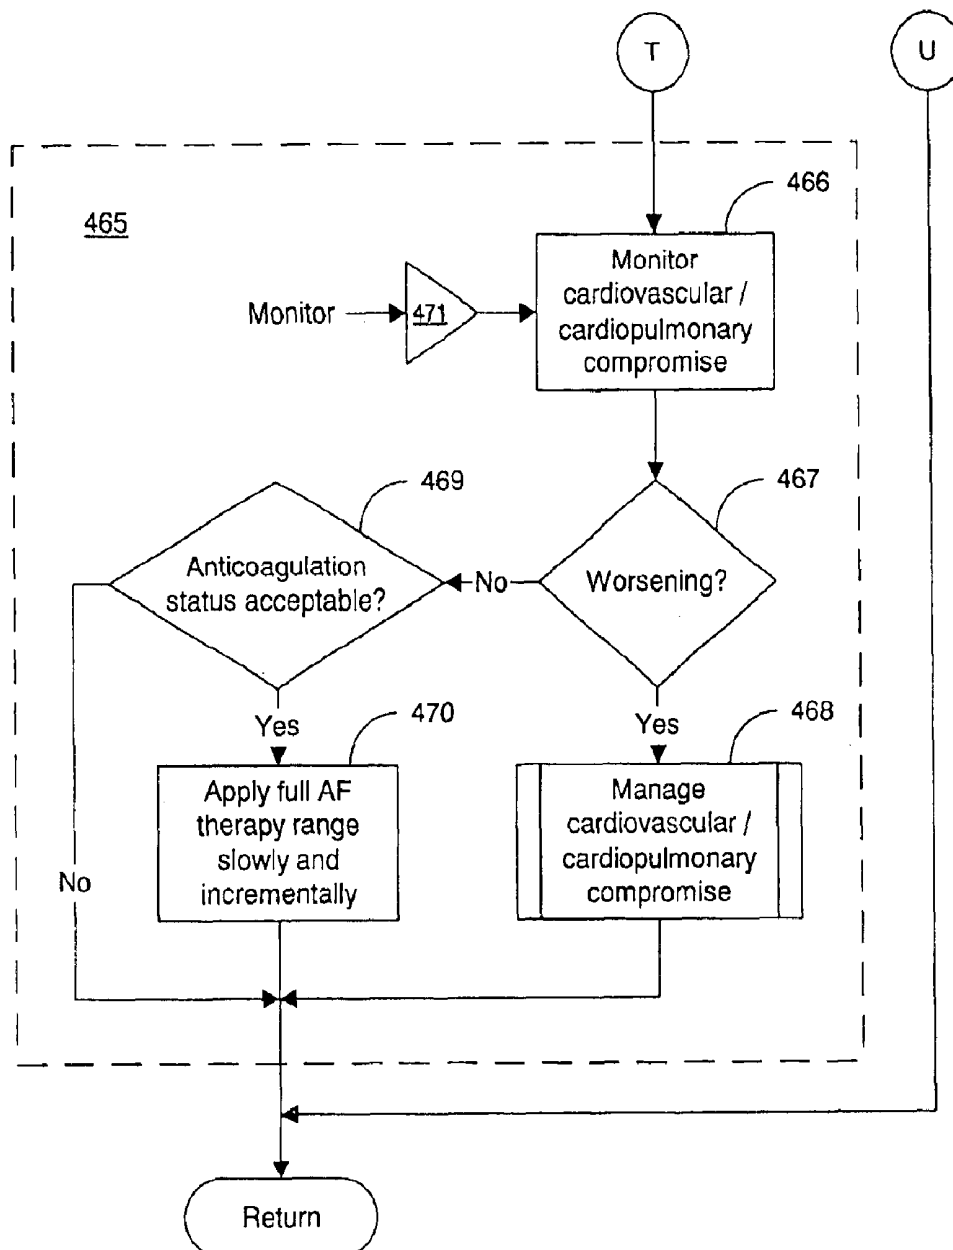 T
U
466
465
Monitor
cardiovascular /
cardiopulmonary
compromise
Monitor
471
469
467
Anticoagulation
status acceptable?
No
Worsening?
Yes
470
Yes
468
Apply full AF
therapy range
slowly and
incrementally
Manage
cardiovascular /
cardiopulmonary
compromise
No
Return